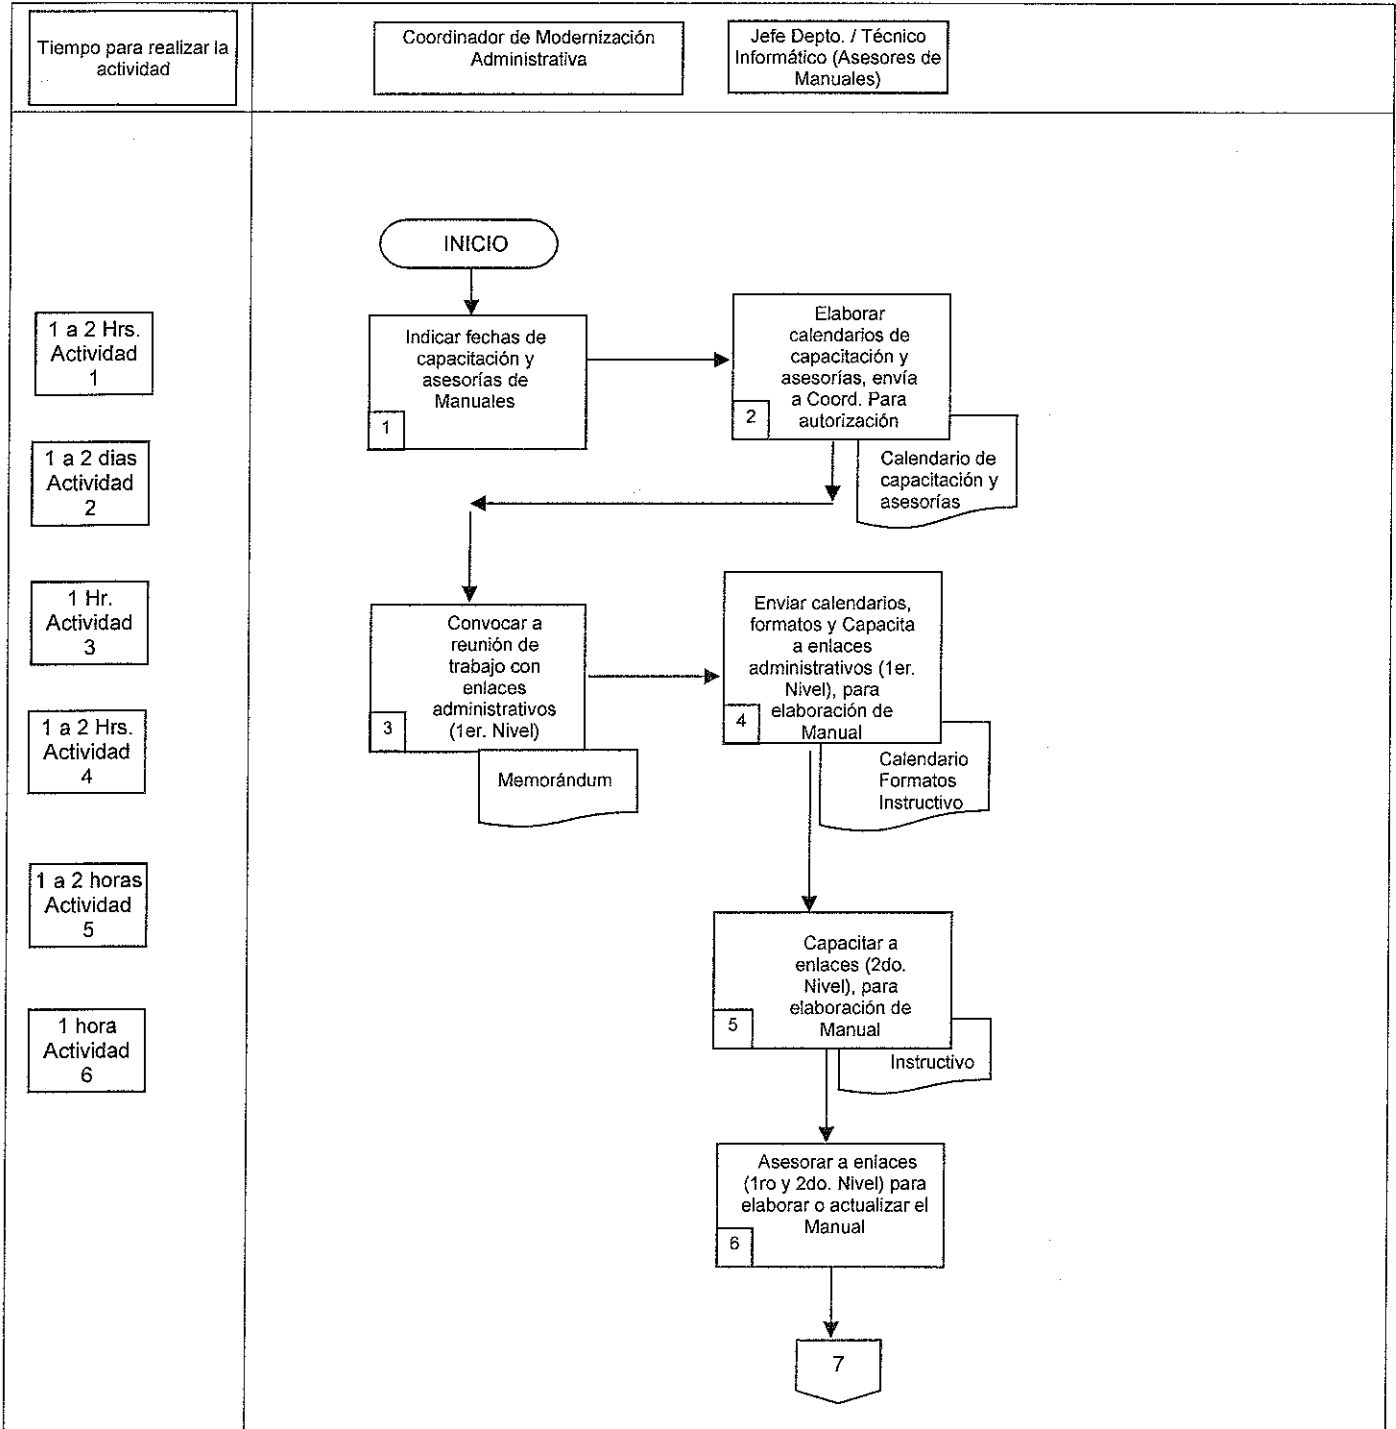 Tiempo para realizar la
actividad
Coordinador de Modernización
Administrativa
Jefe Depto. / Técnico
Informático (Asesores de
Manuales)
INICIO
1 a 2 Hrs.
Actividad
1
Indicar fechas de
capacitación y
asesorías de
Manuales
1
Elaborar
calendarios de
capacitación y
asesorías, envía
a Coord. Para
autorización
2
Calendario de
capacitación y
asesorías
1 a 2 dias
Actividad
2
1 Hr.
Actividad
3
Convocar a
reunión de
trabajo con
enlaces
administrativos
(1er. Nivel)
3
Memorándum
Enviar calendarios,
formatos y Capacita
a enlaces
administrativos (1er.
Nivel), para
elaboración de
Manual
4
Calendario
Formatos
Instructivo
1 a 2 Hrs.
Actividad
4
1 a 2 horas
Actividad
5
Capacitar a
enlaces (2do.
Nivel), para
elaboración de
Manual
5
Instructivo
1 hora
Actividad
6
Asesorar a enlaces
(1ro y 2do. Nivel) para
elaborar o actualizar el
Manual
6
7